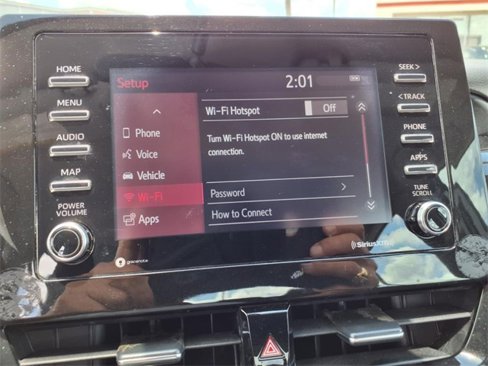 HOME
MENU
AUDIO
MAP
POWER
VOLUME
Setup
2:01
Phone
Voice
Vehicle
Wi-Fi
Apps
Wi-Fi Hotspot
Off
Turn Wi-Fi Hotspot ON to use internet
connection.
Password
How to Connect
SEEK >
< TRACK
PHONE
APPS
TUNE
SCROLL
gracenote
SiriusXM